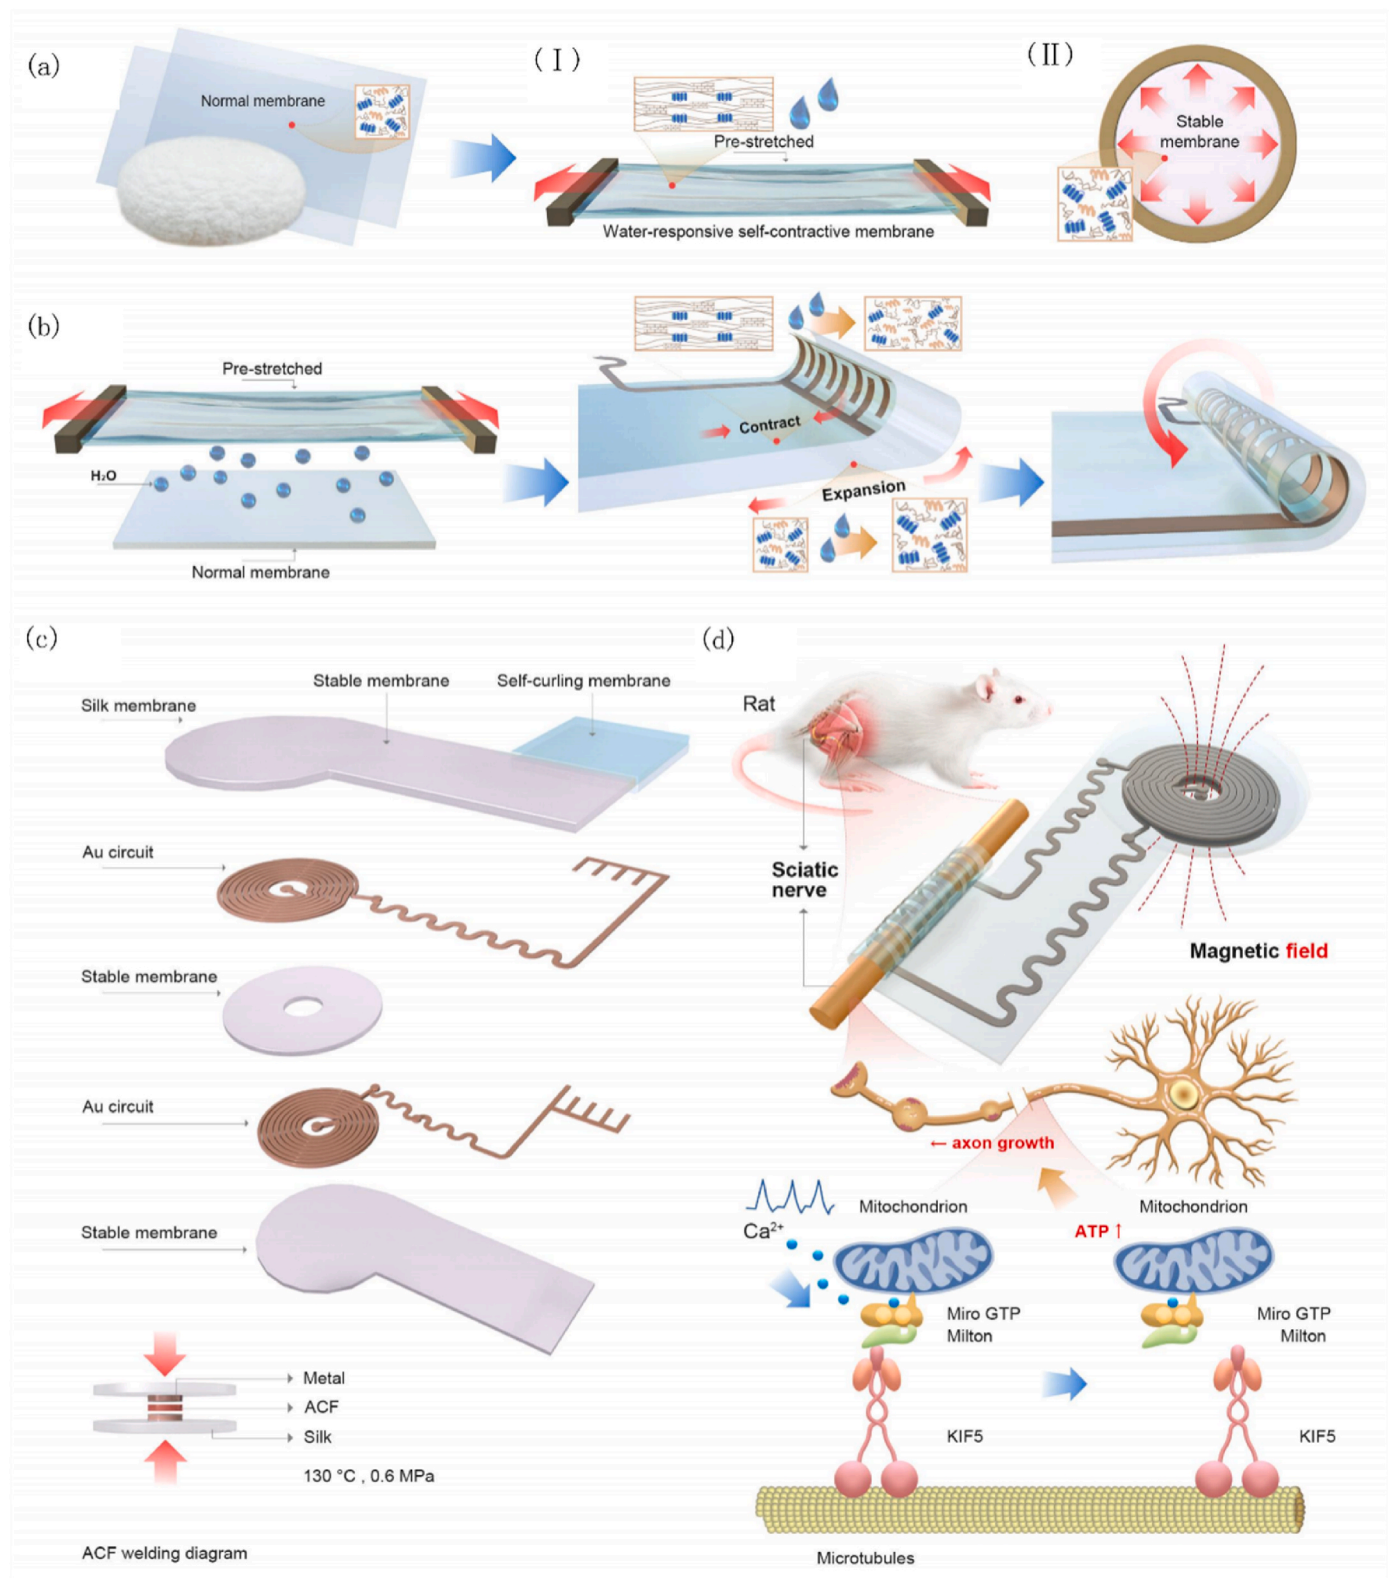 (a)
Normal membrane
(Ⅰ)
Pre-stretched
Water-responsive self-contractive membrane
(Ⅱ)
Stable
membrane
(b)
Pre-stretched
H₂O
Normal membrane
Contract
Expansion
(c)
Stable membrane
Self-curling membrane
Silk membrane
Au circuit
Stable membrane
Au circuit
Stable membrane
Metal
ACF
Silk
130 °C , 0.6 MPa
ACF welding diagram
(d)
Rat
Sciatic
nerve
Magnetic field
← axon growth
Mitochondrion
Ca²⁺
Miro GTP
Milton
KIF5
Mitochondrion
ATP ↑
Miro GTP
Milton
KIF5
Microtubules